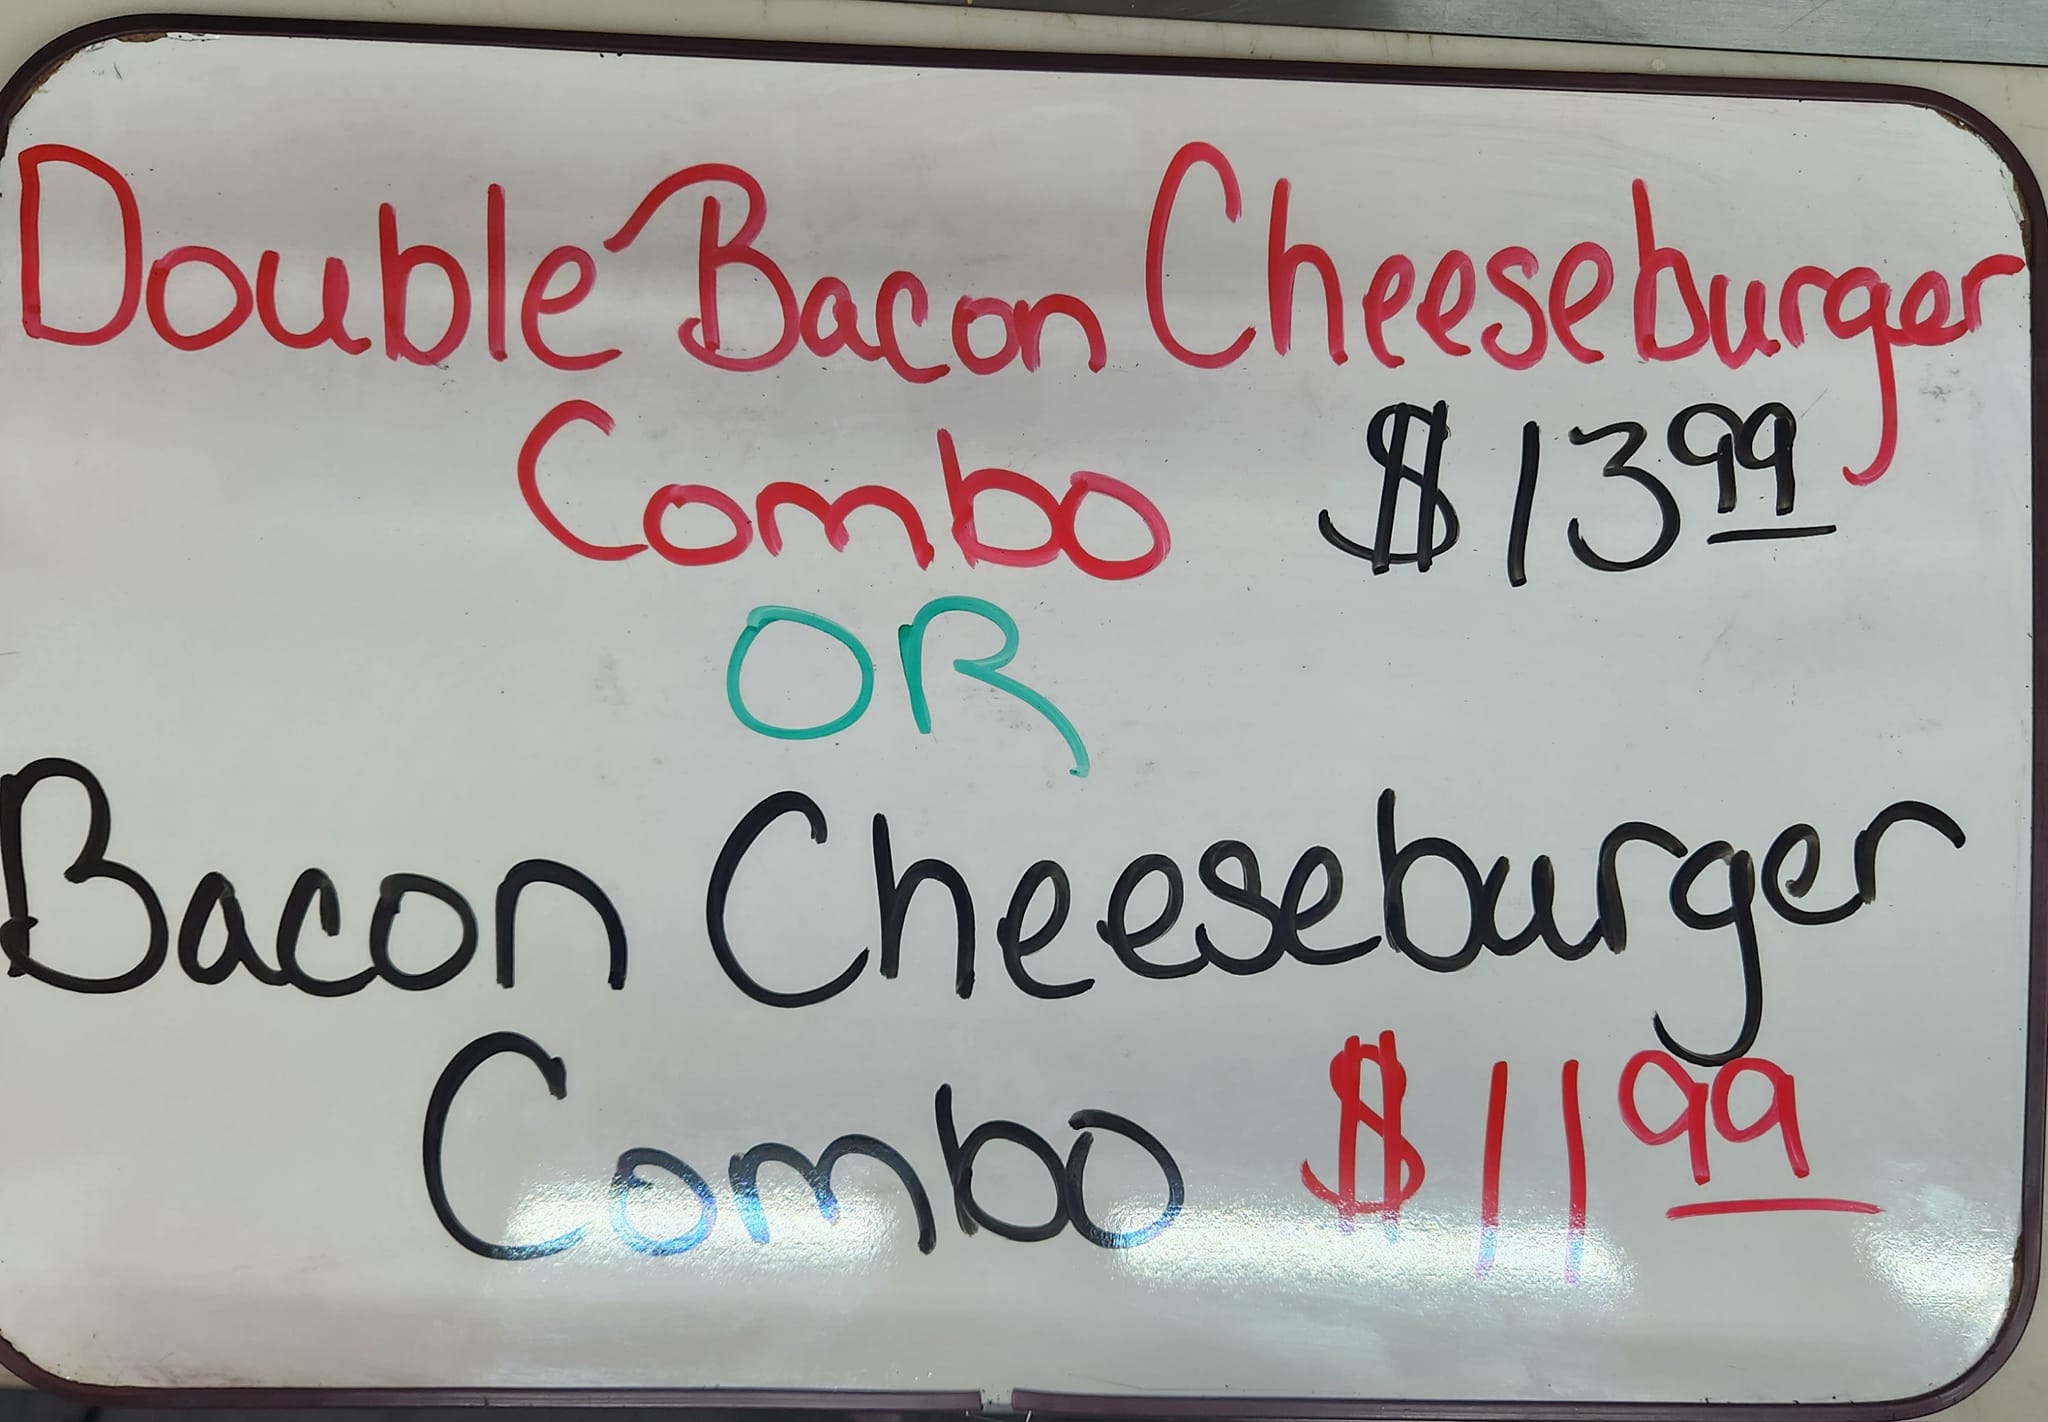 Double Bacon Cheeseburger
Combo $13.99
OR
Bacon Cheeseburger
Combo $11.99